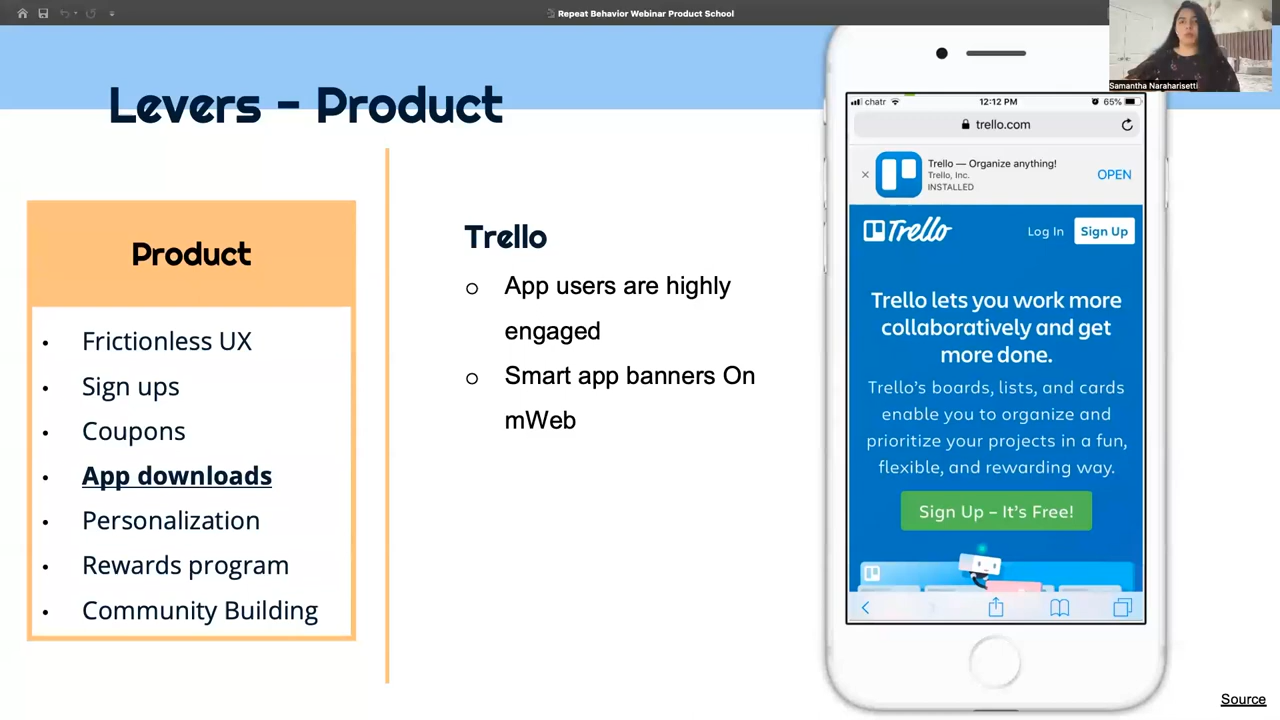 Repeat Behavior Webinar Product School
Samantha Naraharisetti
Levers - Product
Product
• Frictionless UX
• Sign ups
• Coupons
• App downloads
• Personalization
• Rewards program
• Community Building
Trello
o App users are highly
engaged
o Smart app banners On
mWeb
chatr 12:12 PM 65%
trello.com
× Trello — Organize anything!
Trello, Inc.
INSTALLED
OPEN
Trello Log In Sign Up
Trello lets you work more
collaboratively and get
more done.
Trello's boards, lists, and cards
enable you to organize and
prioritize your projects in a fun,
flexible, and rewarding way.
Sign Up – It's Free!
Source